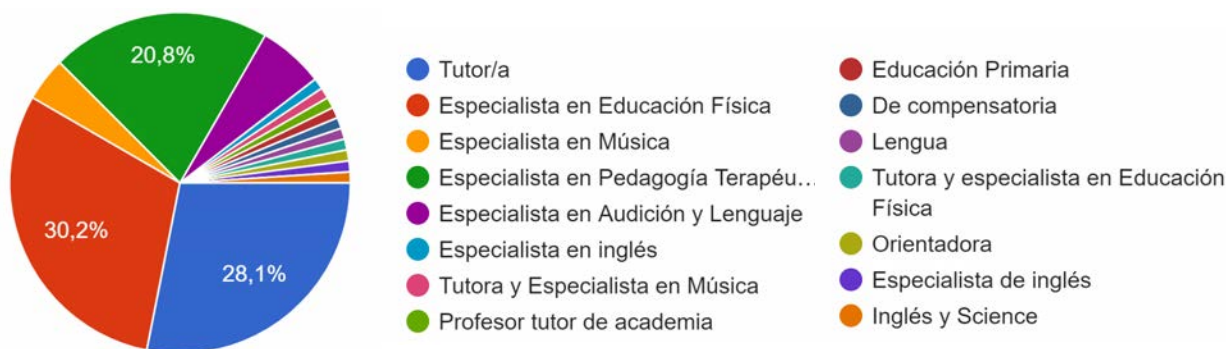 20,8%
30,2%
28,1%
Tutor/a
Especialista en Educación Física
Especialista en Música
Especialista en Pedagogía Terapéu...
Especialista en Audición y Lenguaje
Especialista en inglés
Tutora y Especialista en Música
Profesor tutor de academia
Educación Primaria
De compensatoria
Lengua
Tutora y especialista en Educación
Física
Orientadora
Especialista de inglés
Inglés y Science